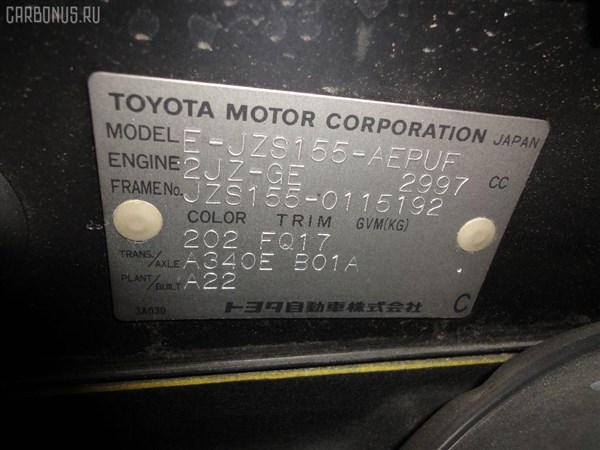 CARBONUS.RU
TOYOTA MOTOR CORPORATION JAPAN
MODEL E-JZS155-AEPUF
ENGINE 2JZ-GE 2997 CC
FRAME No. JZS155-0115192
COLOR TRIM GVM(KG)
202 FQ17
TRANS./AXLE A340E B01A
PLANT/BUILT A22
3A030 トヨタ自動車株式会社 C